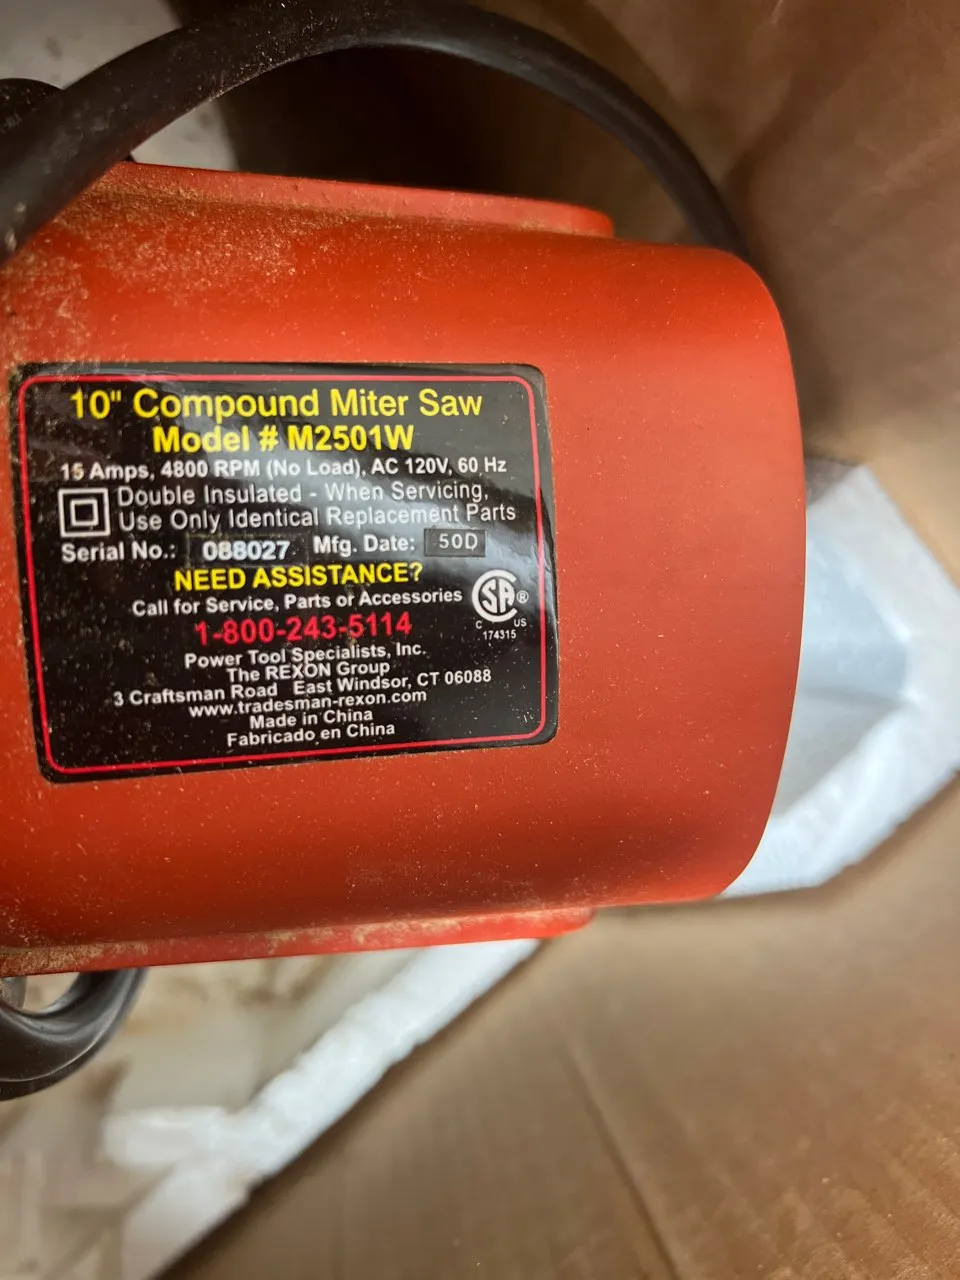 10" Compound Miter Saw
Model # M2501W
15 Amps, 4800 RPM (No Load), AC 120V, 60 Hz
Double Insulated - When Servicing,
Use Only Identical Replacement Parts
Serial No.: 088027 Mfg. Date: 50D
NEED ASSISTANCE?
Call for Service, Parts or Accessories
1-800-243-5114
SA ®
C US
174315
Power Tool Specialists, Inc.
The REXON Group
3 Craftsman Road East Windsor, CT 06088
www.tradesman-rexon.com
Made in China
Fabricado en China